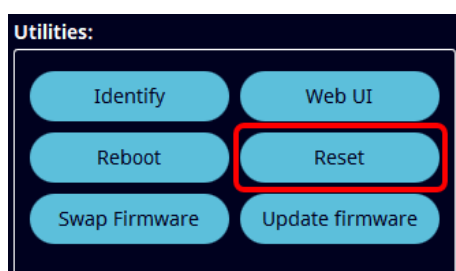 Utilities:
Identify
Web UI
Reboot
Reset
Swap Firmware
Update firmware